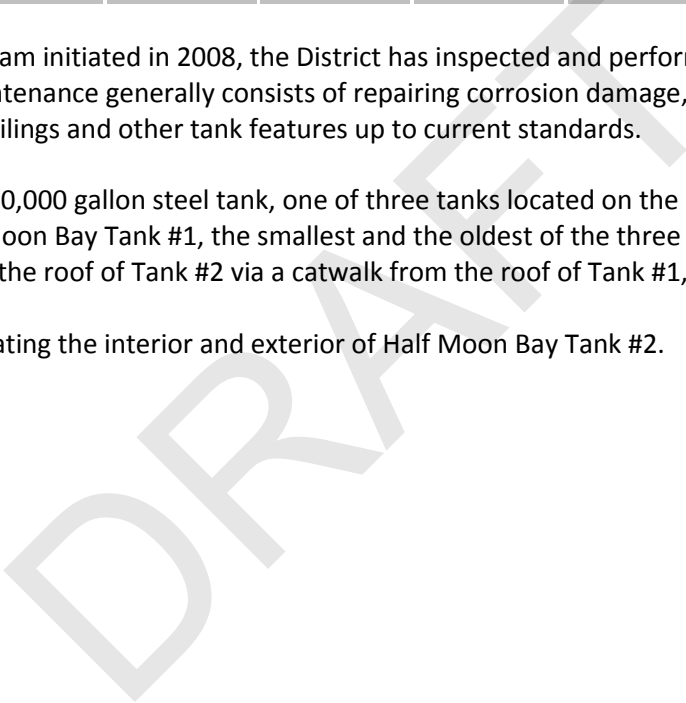 am initiated in 2008, the District has inspected and perfor
tenance generally consists of repairing corrosion damage,
ilings and other tank features up to current standards.
0,000 gallon steel tank, one of three tanks located on the
oon Bay Tank #1, the smallest and the oldest of the three
the roof of Tank #2 via a catwalk from the roof of Tank #1,
ating the interior and exterior of Half Moon Bay Tank #2.
DRAFT